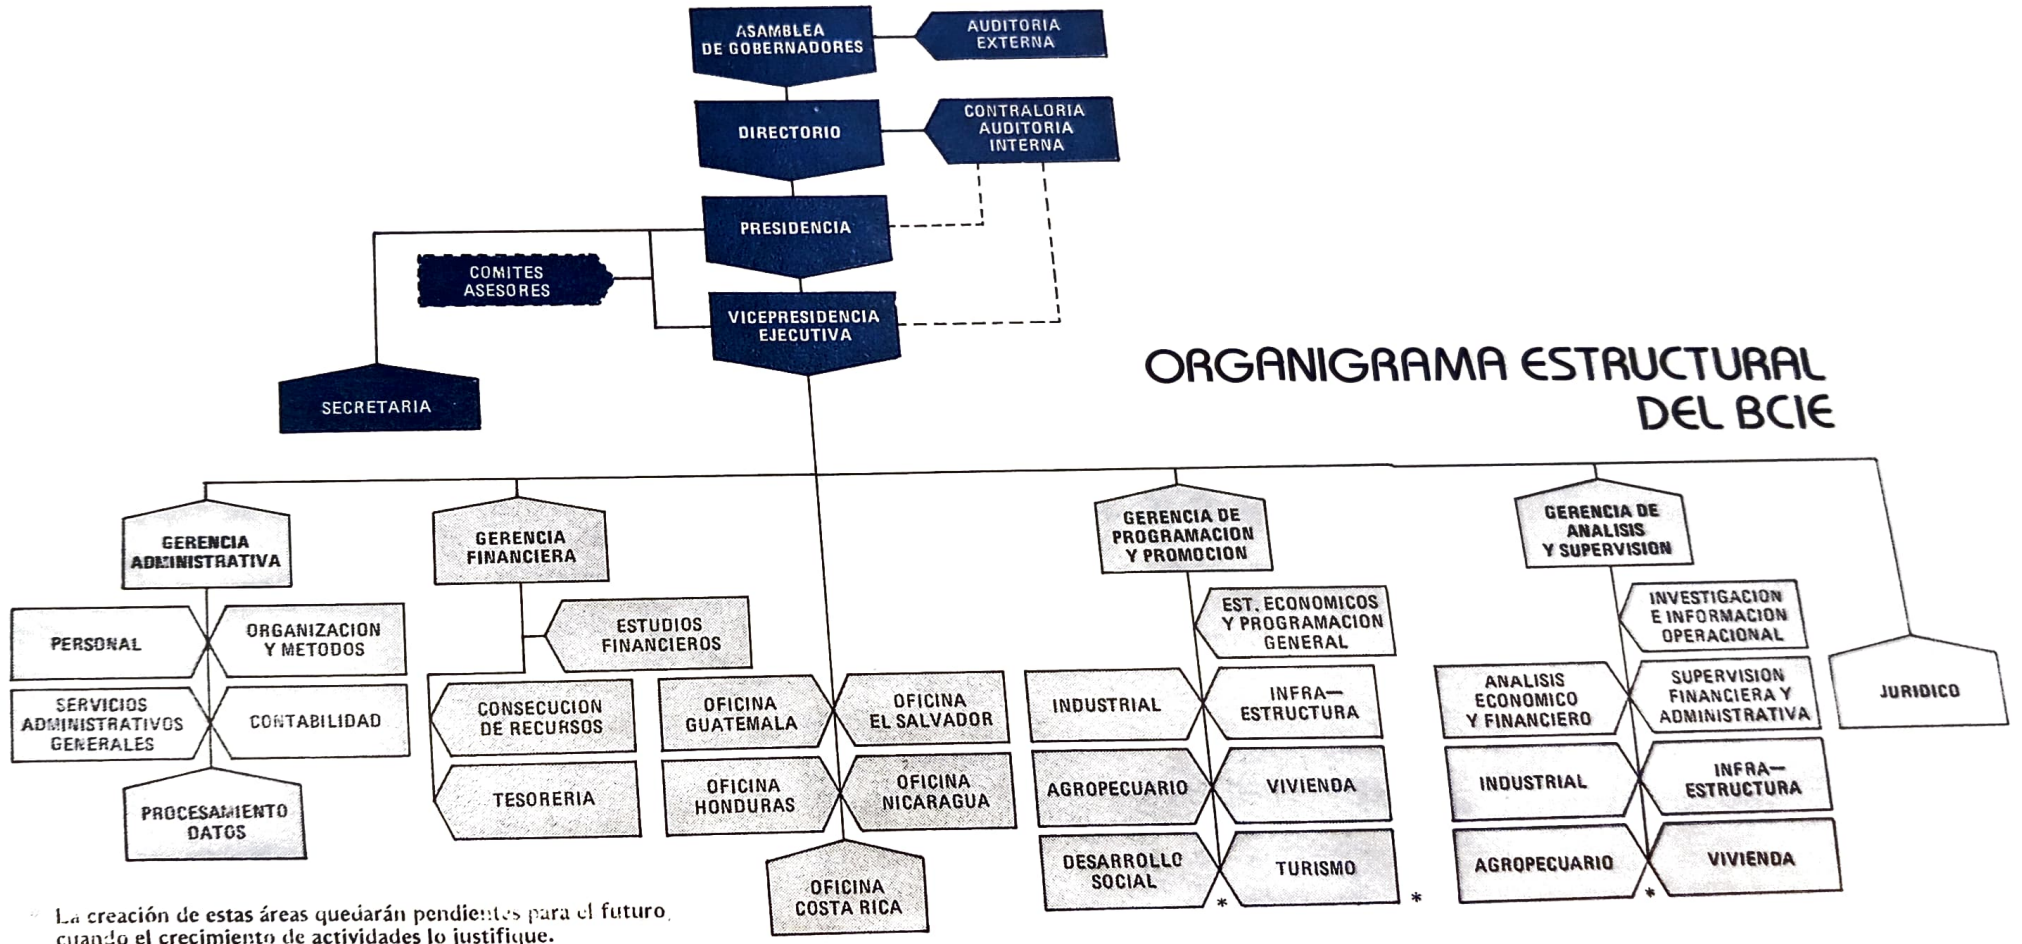 ASAMBLEA
DE GOBERNADORES
AUDITORIA
EXTERNA
DIRECTORIO
CONTRALORIA
AUDITORIA
INTERNA
PRESIDENCIA
COMITES
ASESORES
VICEPRESIDENCIA
EJECUTIVA
SECRETARIA
ORGANIGRAMA ESTRUCTURAL
DEL BCIE
GERENCIA
ADMINISTRATIVA
GERENCIA
FINANCIERA
GERENCIA DE
PROGRAMACION
Y PROMOCION
GERENCIA DE
ANALISIS
Y SUPERVISION
PERSONAL
ORGANIZACION
Y METODOS
SERVICIOS
ADMINISTRATIVOS
GENERALES
CONTABILIDAD
PROCESAMIENTO
DATOS
ESTUDIOS
FINANCIEROS
CONSECUCION
DE RECURSOS
TESORERIA
OFICINA
GUATEMALA
OFICINA
EL SALVADOR
OFICINA
HONDURAS
OFICINA
NICARAGUA
OFICINA
COSTA RICA
EST. ECONOMICOS
Y PROGRAMACION
GENERAL
INDUSTRIAL
INFRA—
ESTRUCTURA
AGROPECUARIO
VIVIENDA
DESARROLLO
SOCIAL
*
TURISMO
*
INVESTIGACION
E INFORMACION
OPERACIONAL
ANALISIS
ECONOMICO
Y FINANCIERO
SUPERVISION
FINANCIERA Y
ADMINISTRATIVA
INDUSTRIAL
INFRA—
ESTRUCTURA
AGROPECUARIO
*
VIVIENDA
JURIDICO
* La creación de estas áreas quedarán pendientes para el futuro,
cuando el crecimiento de actividades lo justifique.